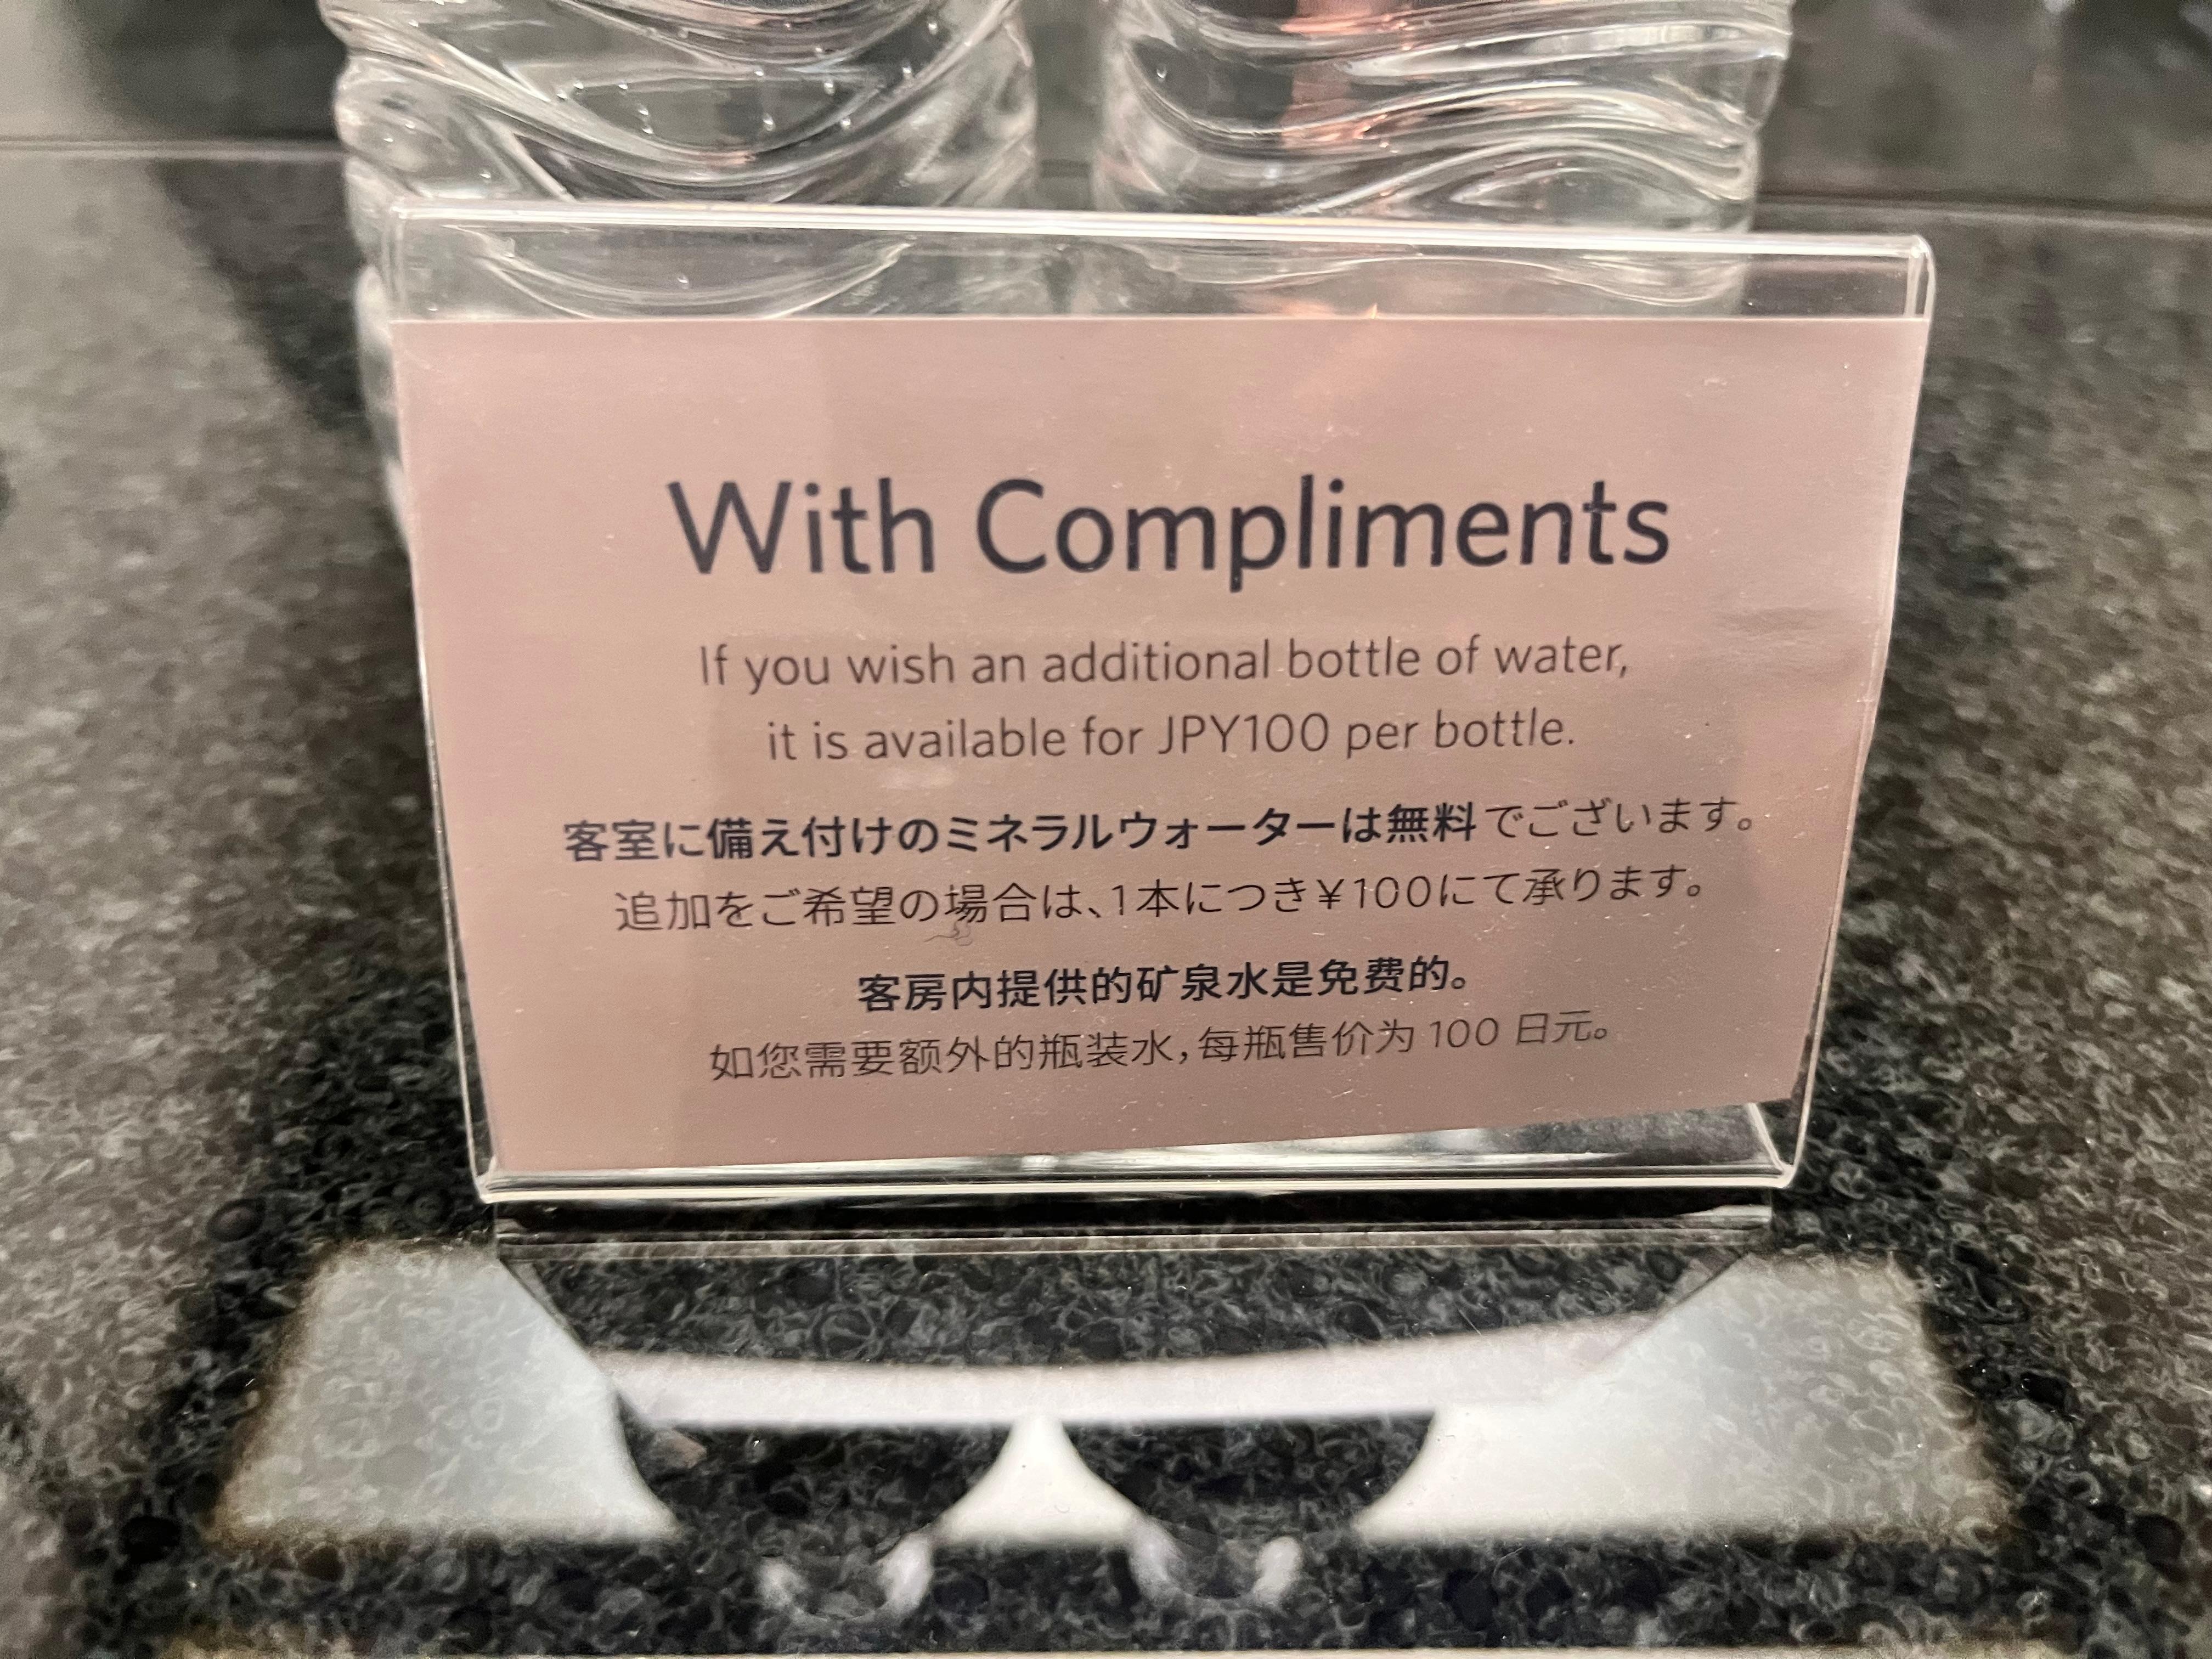 With Compliments
If you wish an additional bottle of water,
it is available for JPY100 per bottle.
客室に備え付けのミネラルウォーターは無料でございます。
追加をご希望の場合は、1本につき¥100にて承ります。
客房内提供的矿泉水是免费的。
如您需要额外的瓶装水,每瓶售价为 100 日元。